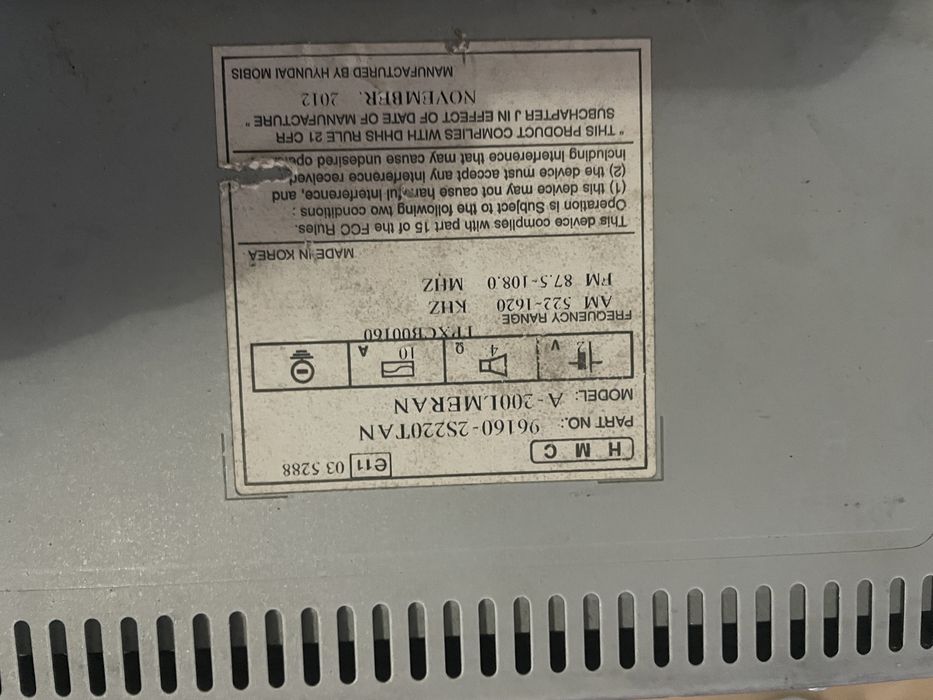 H M C e11 03 5288
PART NO.: 96160-2S220TAN
MODEL: A-200LMERAN
V 4 Ω 10 A
TPXCB00160
FREQUENCY RANGE
AM 522~1620 KHZ
FM 87.5~108.0 MHZ
MADE IN KOREA
This device complies with part 15 of the FCC Rules.
Operation is Subject to the following two conditions :
(1) this device may not cause harmful Interference, and
(2) the device must accept any Interference received
including Interference that may cause undesired
" THIS PRODUCT COMPLIES WITH DHHS RULE 21 CFR
SUBCHAPTER J IN EFFECT OF DATE OF MANUFACTURE "
NOVEMBER. 2012
MANUFACTURED BY HYUNDAI MOBIS